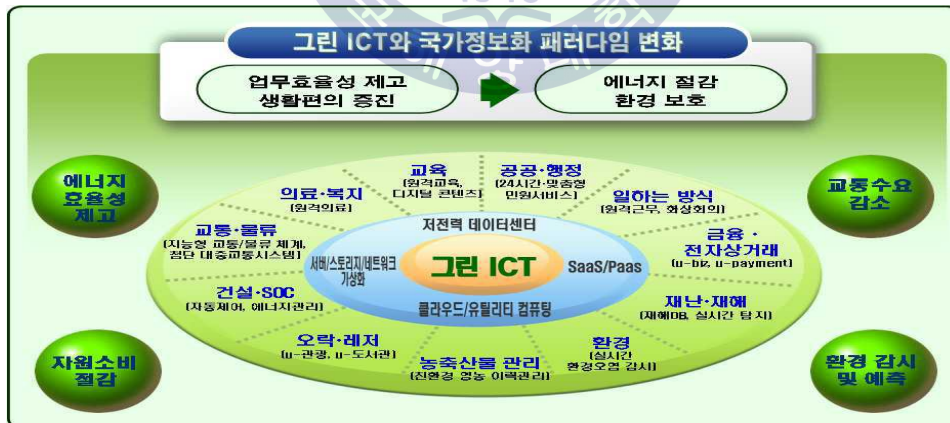 그린 ICT와 국가정보화 패러다임 변화
업무효율성 제고
생활편의 증진
에너지 절감
환경 보호
에너지
효율성
제고
교통수요
감소
교육
(원격교육,
디지털 콘텐츠)
공공·행정
(24시간·맞춤형
민원서비스)
의료·복지
(원격의료)
일하는 방식
(원격근무, 화상회의)
교통·물류
(지능형 교통/물류 체계,
첨단 대중교통시스템)
저전력 데이터센터
금융·
전자상거래
(u-biz, u-payment)
서버/스토리지/네트워크
가상화
그린 ICT
SaaS/Paas
건설·SOC
(자동제어, 에너지관리)
클라우드/유틸리티 컴퓨팅
재난·재해
(재해DB, 실시간 탐지)
오락·레저
(u-관광, u-도서관)
농축산물 관리
(친환경 영농 이력관리)
환경
(실시간
환경오염 감시)
자원소비
절감
환경 감시
및 예측